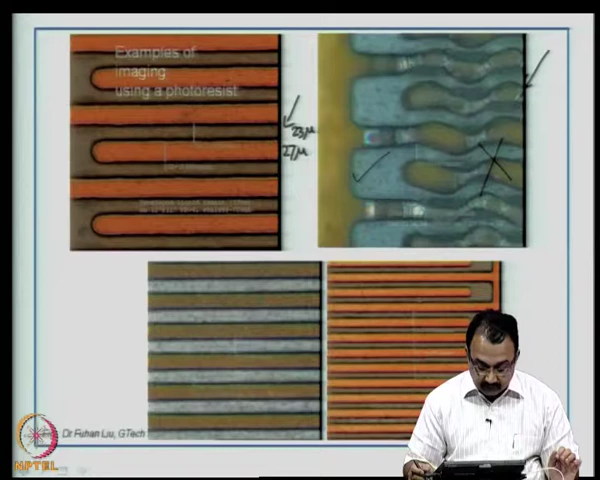 Examples of
imaging
using a photoresist
23µ
27µ
Dr Fuhan Liu, GTech
NPTEL